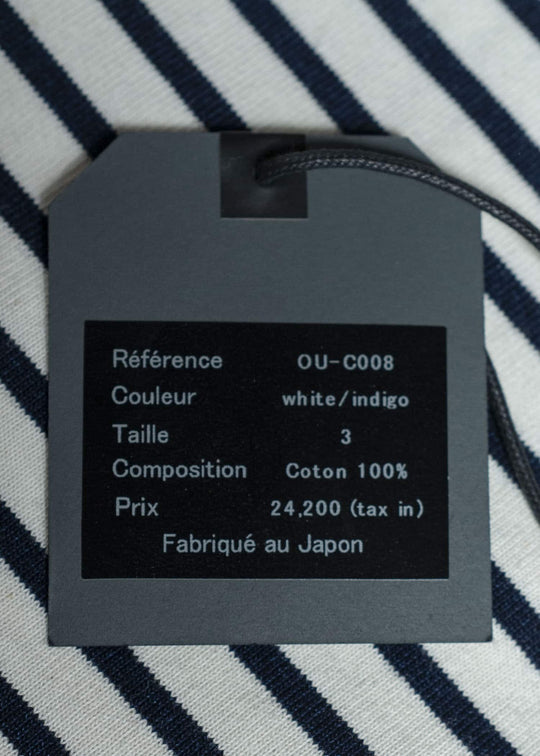 Référence OU-C008
Couleur white/indigo
Taille 3
Composition Coton 100%
Prix 24,200 (tax in)
Fabriqué au Japon